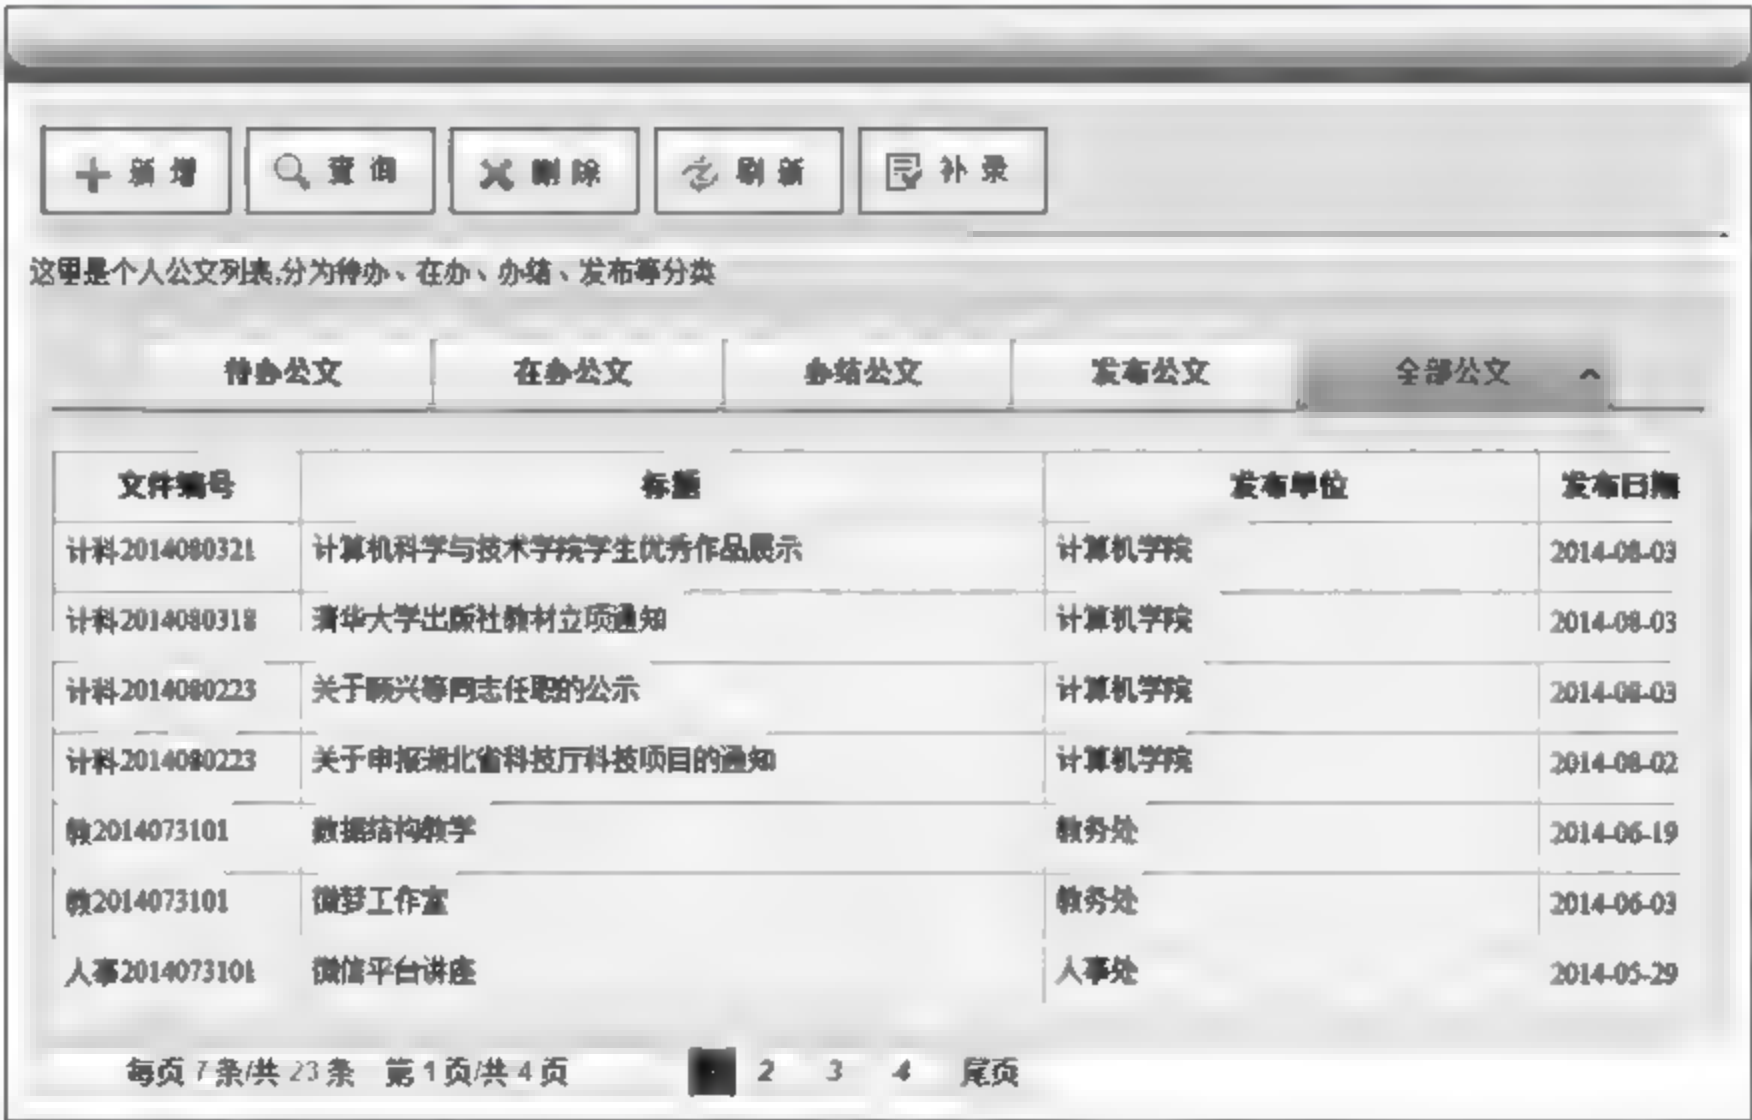 新增 查询 删除 刷新 补录
这里是个人公文列表,分为待办、在办、办结、发布等分类
待办公文 在办公文 办结公文 发布公文 全部公文
文件编号 标题 发布单位 发布日期
计科2014080321 计算机科学与技术学院学生优秀作品展示 计算机学院 2014-08-03
计科2014080318 清华大学出版社教材立项通知 计算机学院 2014-08-03
计科2014080223 关于顾兴等同志任职的公示 计算机学院 2014-08-03
计科2014080223 关于申报湖北省科技厅科技项目的通知 计算机学院 2014-08-02
教2014073101 数据结构教学 教务处 2014-06-19
教2014073101 微梦工作室 教务处 2014-06-03
人事2014073101 微信平台讲座 人事处 2014-05-29
每页 7 条/共 23 条 第 1 页/共 4 页 2 3 4 尾页